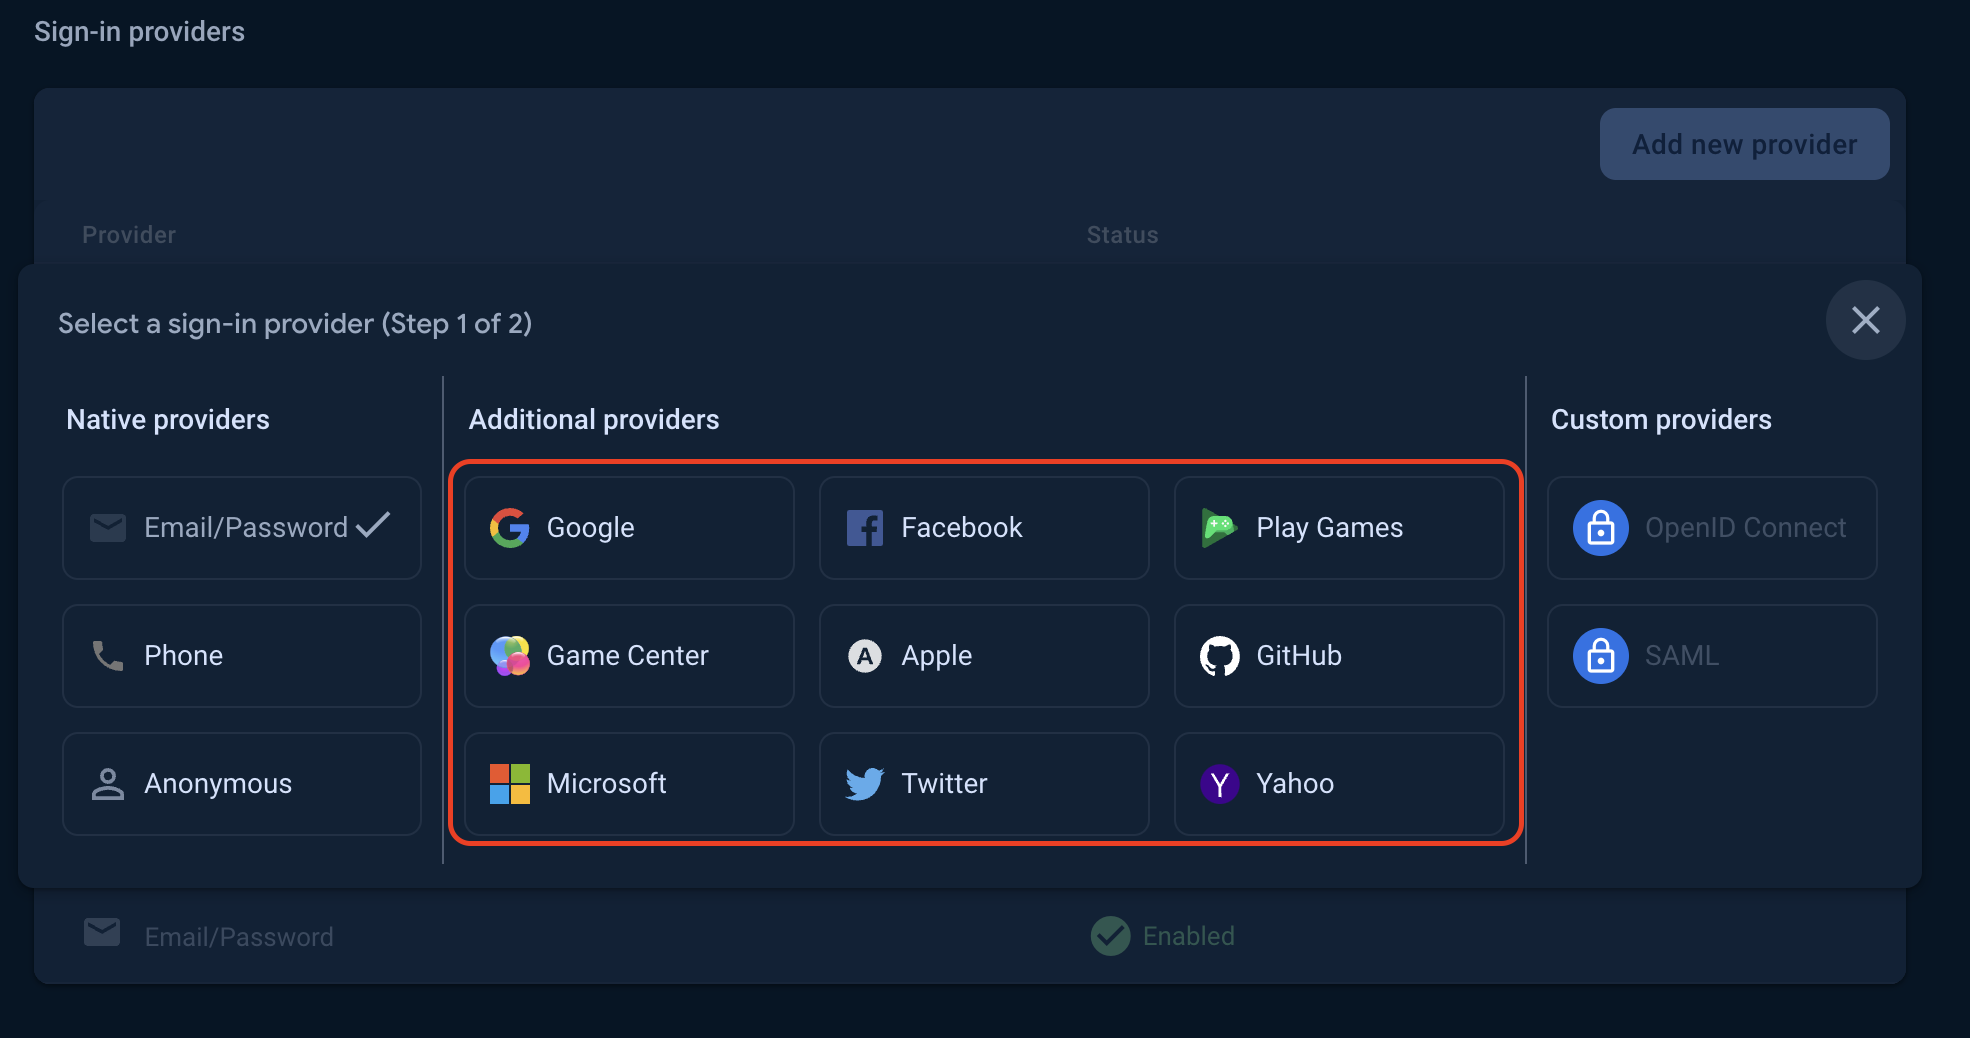 Sign-in providers
Add new provider
Provider
Status
Select a sign-in provider (Step 1 of 2)
Native providers
Additional providers
Custom providers
Email/Password
Google
Facebook
Play Games
OpenID Connect
Phone
Game Center
Apple
GitHub
SAML
Anonymous
Microsoft
Twitter
Yahoo
Email/Password
Enabled